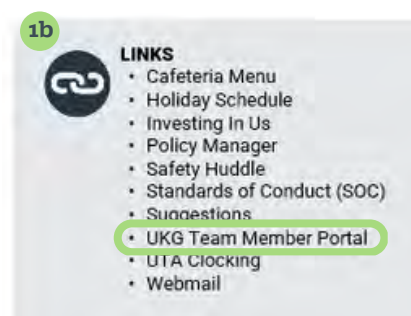 1b
LINKS
• Cafeteria Menu
• Holiday Schedule
• Investing In Us
• Policy Manager
• Safety Huddle
• Standards of Conduct (SOC)
• Suggestions
• UKG Team Member Portal
• UTA Clocking
• Webmail